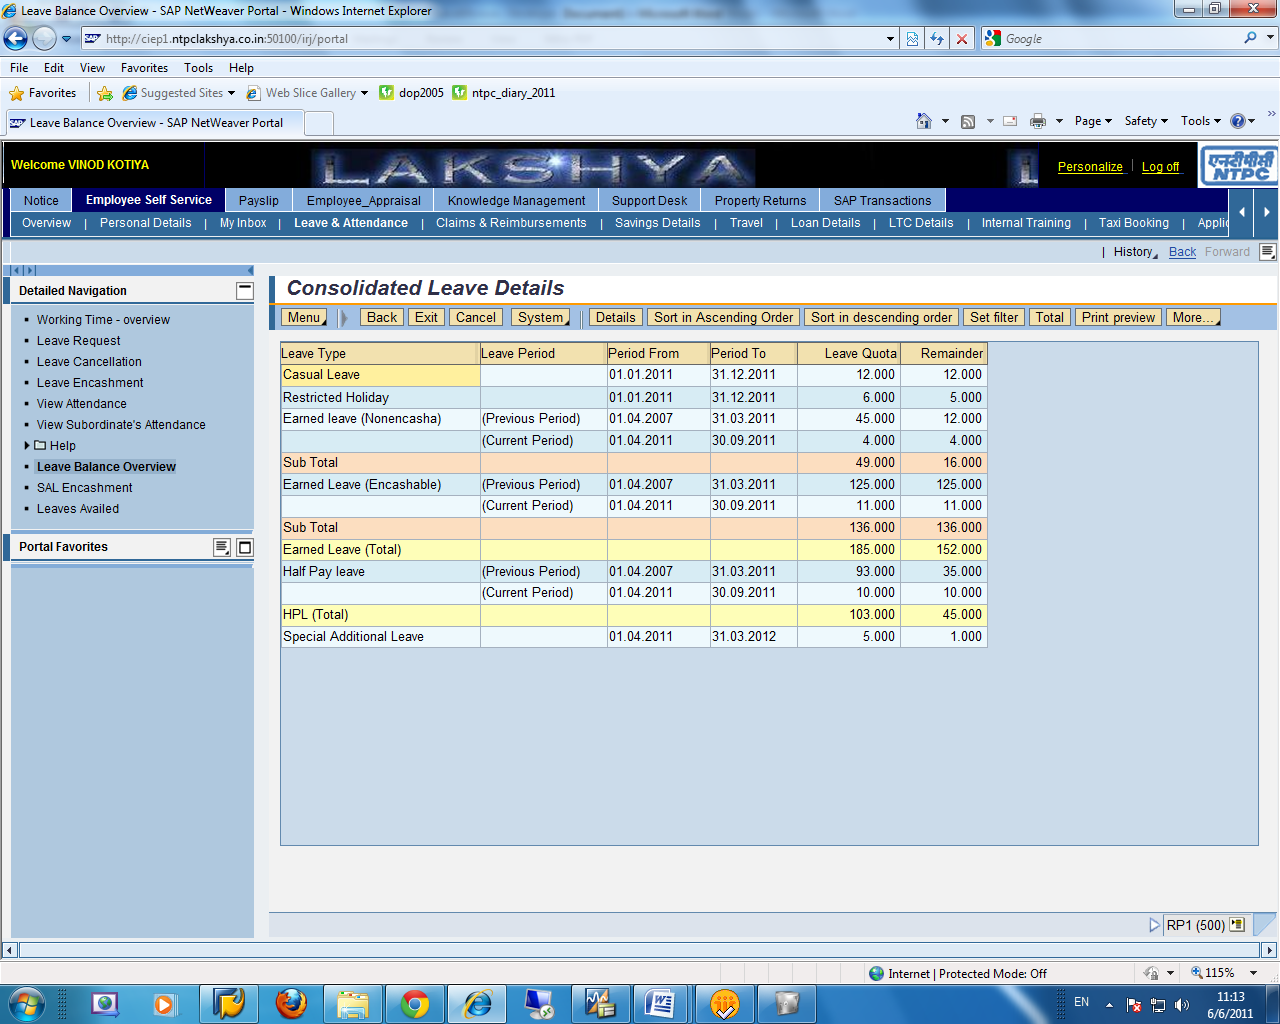 Leave Balance Overview - SAP NetWeaver Portal - Windows Internet Explorer
http://ciep1.ntpclakshya.co.in:50100/irj/portal
Google
File Edit View Favorites Tools Help
Favorites Suggested Sites Web Slice Gallery dop2005 ntpc_diary_2011
Leave Balance Overview - SAP NetWeaver Portal
Page Safety Tools
Welcome VINOD KOTIYA
LAKSHYA
Personalize Log off
एनटीपीसी
NTPC
Notice Employee Self Service Payslip Employee_Appraisal Knowledge Management Support Desk Property Returns SAP Transactions
Overview | Personal Details | My Inbox | Leave & Attendance | Claims & Reimbursements | Savings Details | Travel | Loan Details | LTC Details | Internal Training | Taxi Booking | Applic
| History Back Forward
Detailed Navigation
Working Time - overview
Leave Request
Leave Cancellation
Leave Encashment
View Attendance
View Subordinate's Attendance
Help
Leave Balance Overview
SAL Encashment
Leaves Availed
Portal Favorites
Consolidated Leave Details
Menu Back Exit Cancel System Details Sort in Ascending Order Sort in descending order Set filter Total Print preview More...
Leave Type Leave Period Period From Period To Leave Quota Remainder
Casual Leave 01.01.2011 31.12.2011 12.000 12.000
Restricted Holiday 01.01.2011 31.12.2011 6.000 5.000
Earned leave (Nonencasha) (Previous Period) 01.04.2007 31.03.2011 45.000 12.000
(Current Period) 01.04.2011 30.09.2011 4.000 4.000
Sub Total 49.000 16.000
Earned Leave (Encashable) (Previous Period) 01.04.2007 31.03.2011 125.000 125.000
(Current Period) 01.04.2011 30.09.2011 11.000 11.000
Sub Total 136.000 136.000
Earned Leave (Total) 185.000 152.000
Half Pay leave (Previous Period) 01.04.2007 31.03.2011 93.000 35.000
(Current Period) 01.04.2011 30.09.2011 10.000 10.000
HPL (Total) 103.000 45.000
Special Additional Leave 01.04.2011 31.03.2012 5.000 1.000
RP1 (500)
Internet | Protected Mode: Off
115%
EN
11:13
6/6/2011